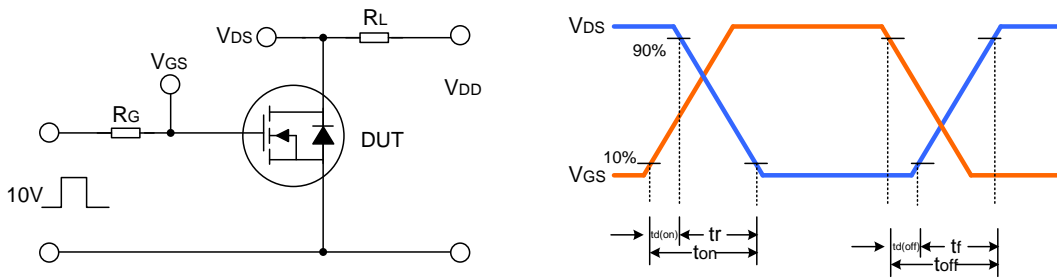 VDS
RL
VGS
VDD
RG
DUT
10V
VDS
90%
10%
VGS
td(on)
tr
ton
td(off)
tf
toff